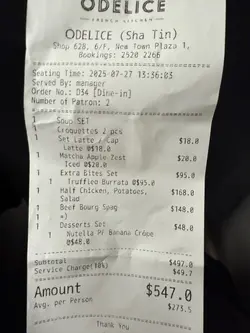 ODELICE
FRENCH KITCHEN
ODELICE (Sha Tin)
Shop 628, 6/F, New Town Plaza 1,
Bookings: 2520 2266
Seating Time: 2025-07-27 13:36:03
Served By: manager
Order No.: D34 [Dine-in]
Number of Patron: 2
1 Soup SET
1 Croquettes 2 pcs
1 Set Latte / Cap $18.0
Latte @$18.0
1 Matcha Apple Zest $20.0
Iced @$20.0
1 Extra Bites Set $95.0
1 Truffled Burrata @$95.0
1 Half Chicken, Potatoes, $168.0
Salad
1 Beef Bourg Spag $148.0
1 =)
1 Desserts Set $48.0
1 Nutella P/ Banana Crêpe
@$48.0
Subtotal $497.0
Service Charge(10%) $49.7
Amount $547.0
Avg. per Person $273.5
Thank You